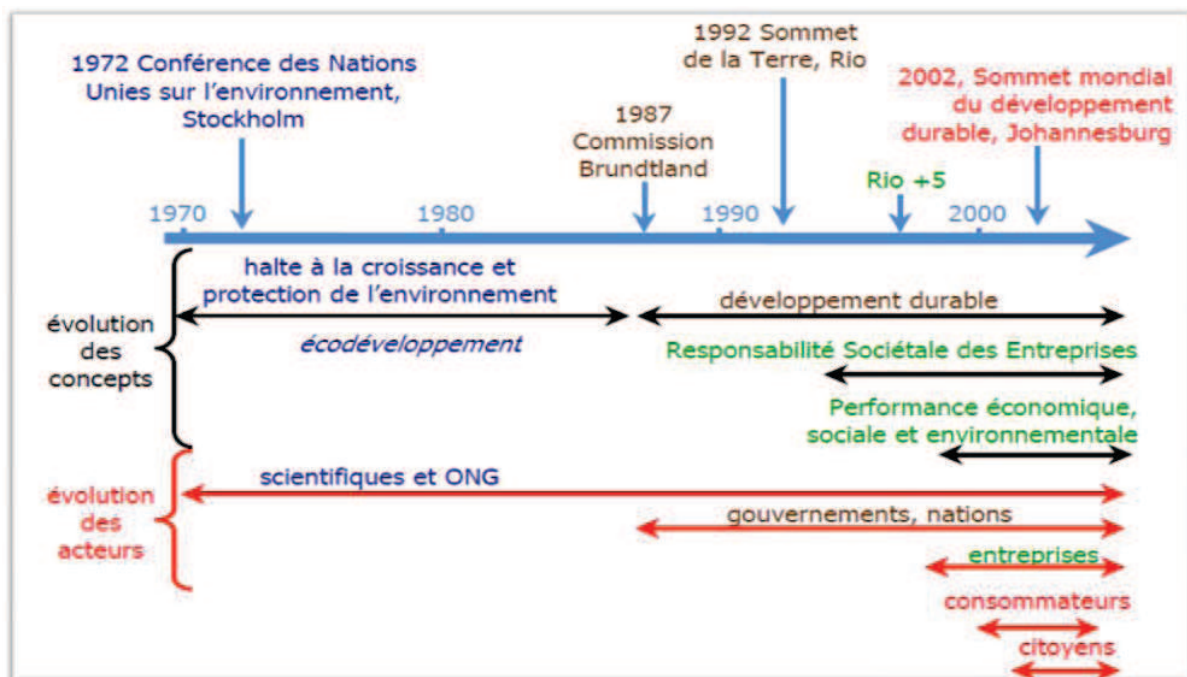 1972 Conférence des Nations
Unies sur l'environnement,
Stockholm
1987
Commission
Brundtland
1992 Sommet
de la Terre, Rio
Rio +5
2002, Sommet mondial
du développement
durable, Johannesburg
1970
1980
1990
2000
évolution
des
concepts
halte à la croissance et
protection de l'environnement
écodéveloppement
développement durable
Responsabilité Sociétale des Entreprises
Performance économique,
sociale et environnementale
évolution
des
acteurs
scientifiques et ONG
gouvernements, nations
entreprises
consommateurs
citoyens